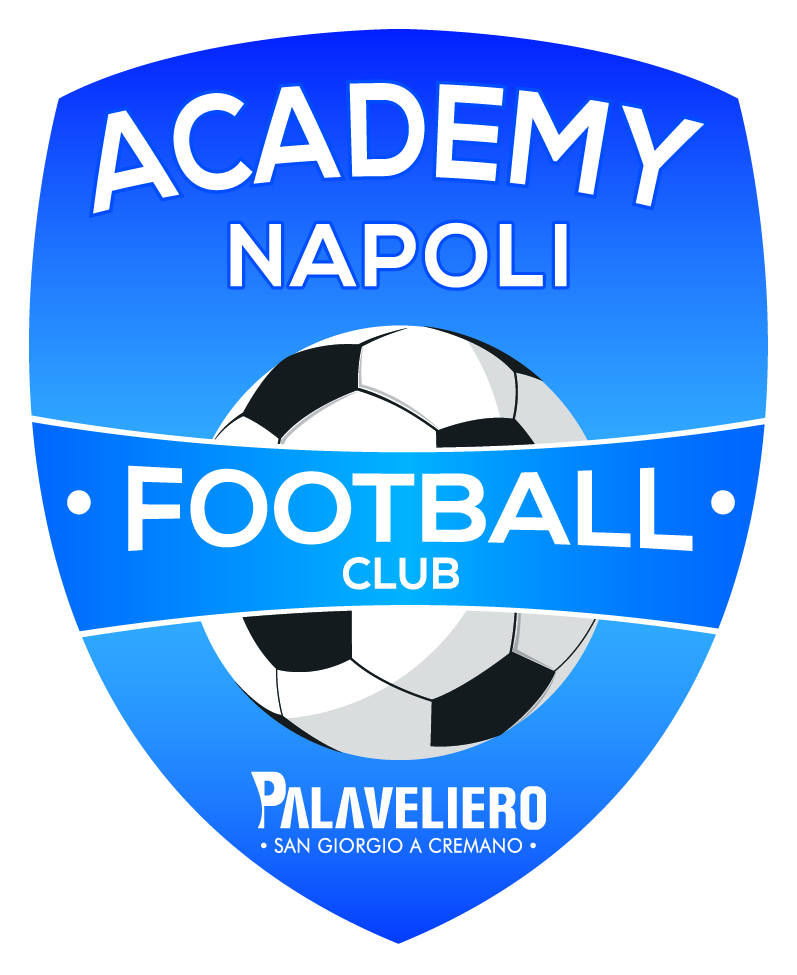 ACADEMY
NAPOLI
• FOOTBALL •
CLUB
PALAVELIERO
• SAN GIORGIO A CREMANO •